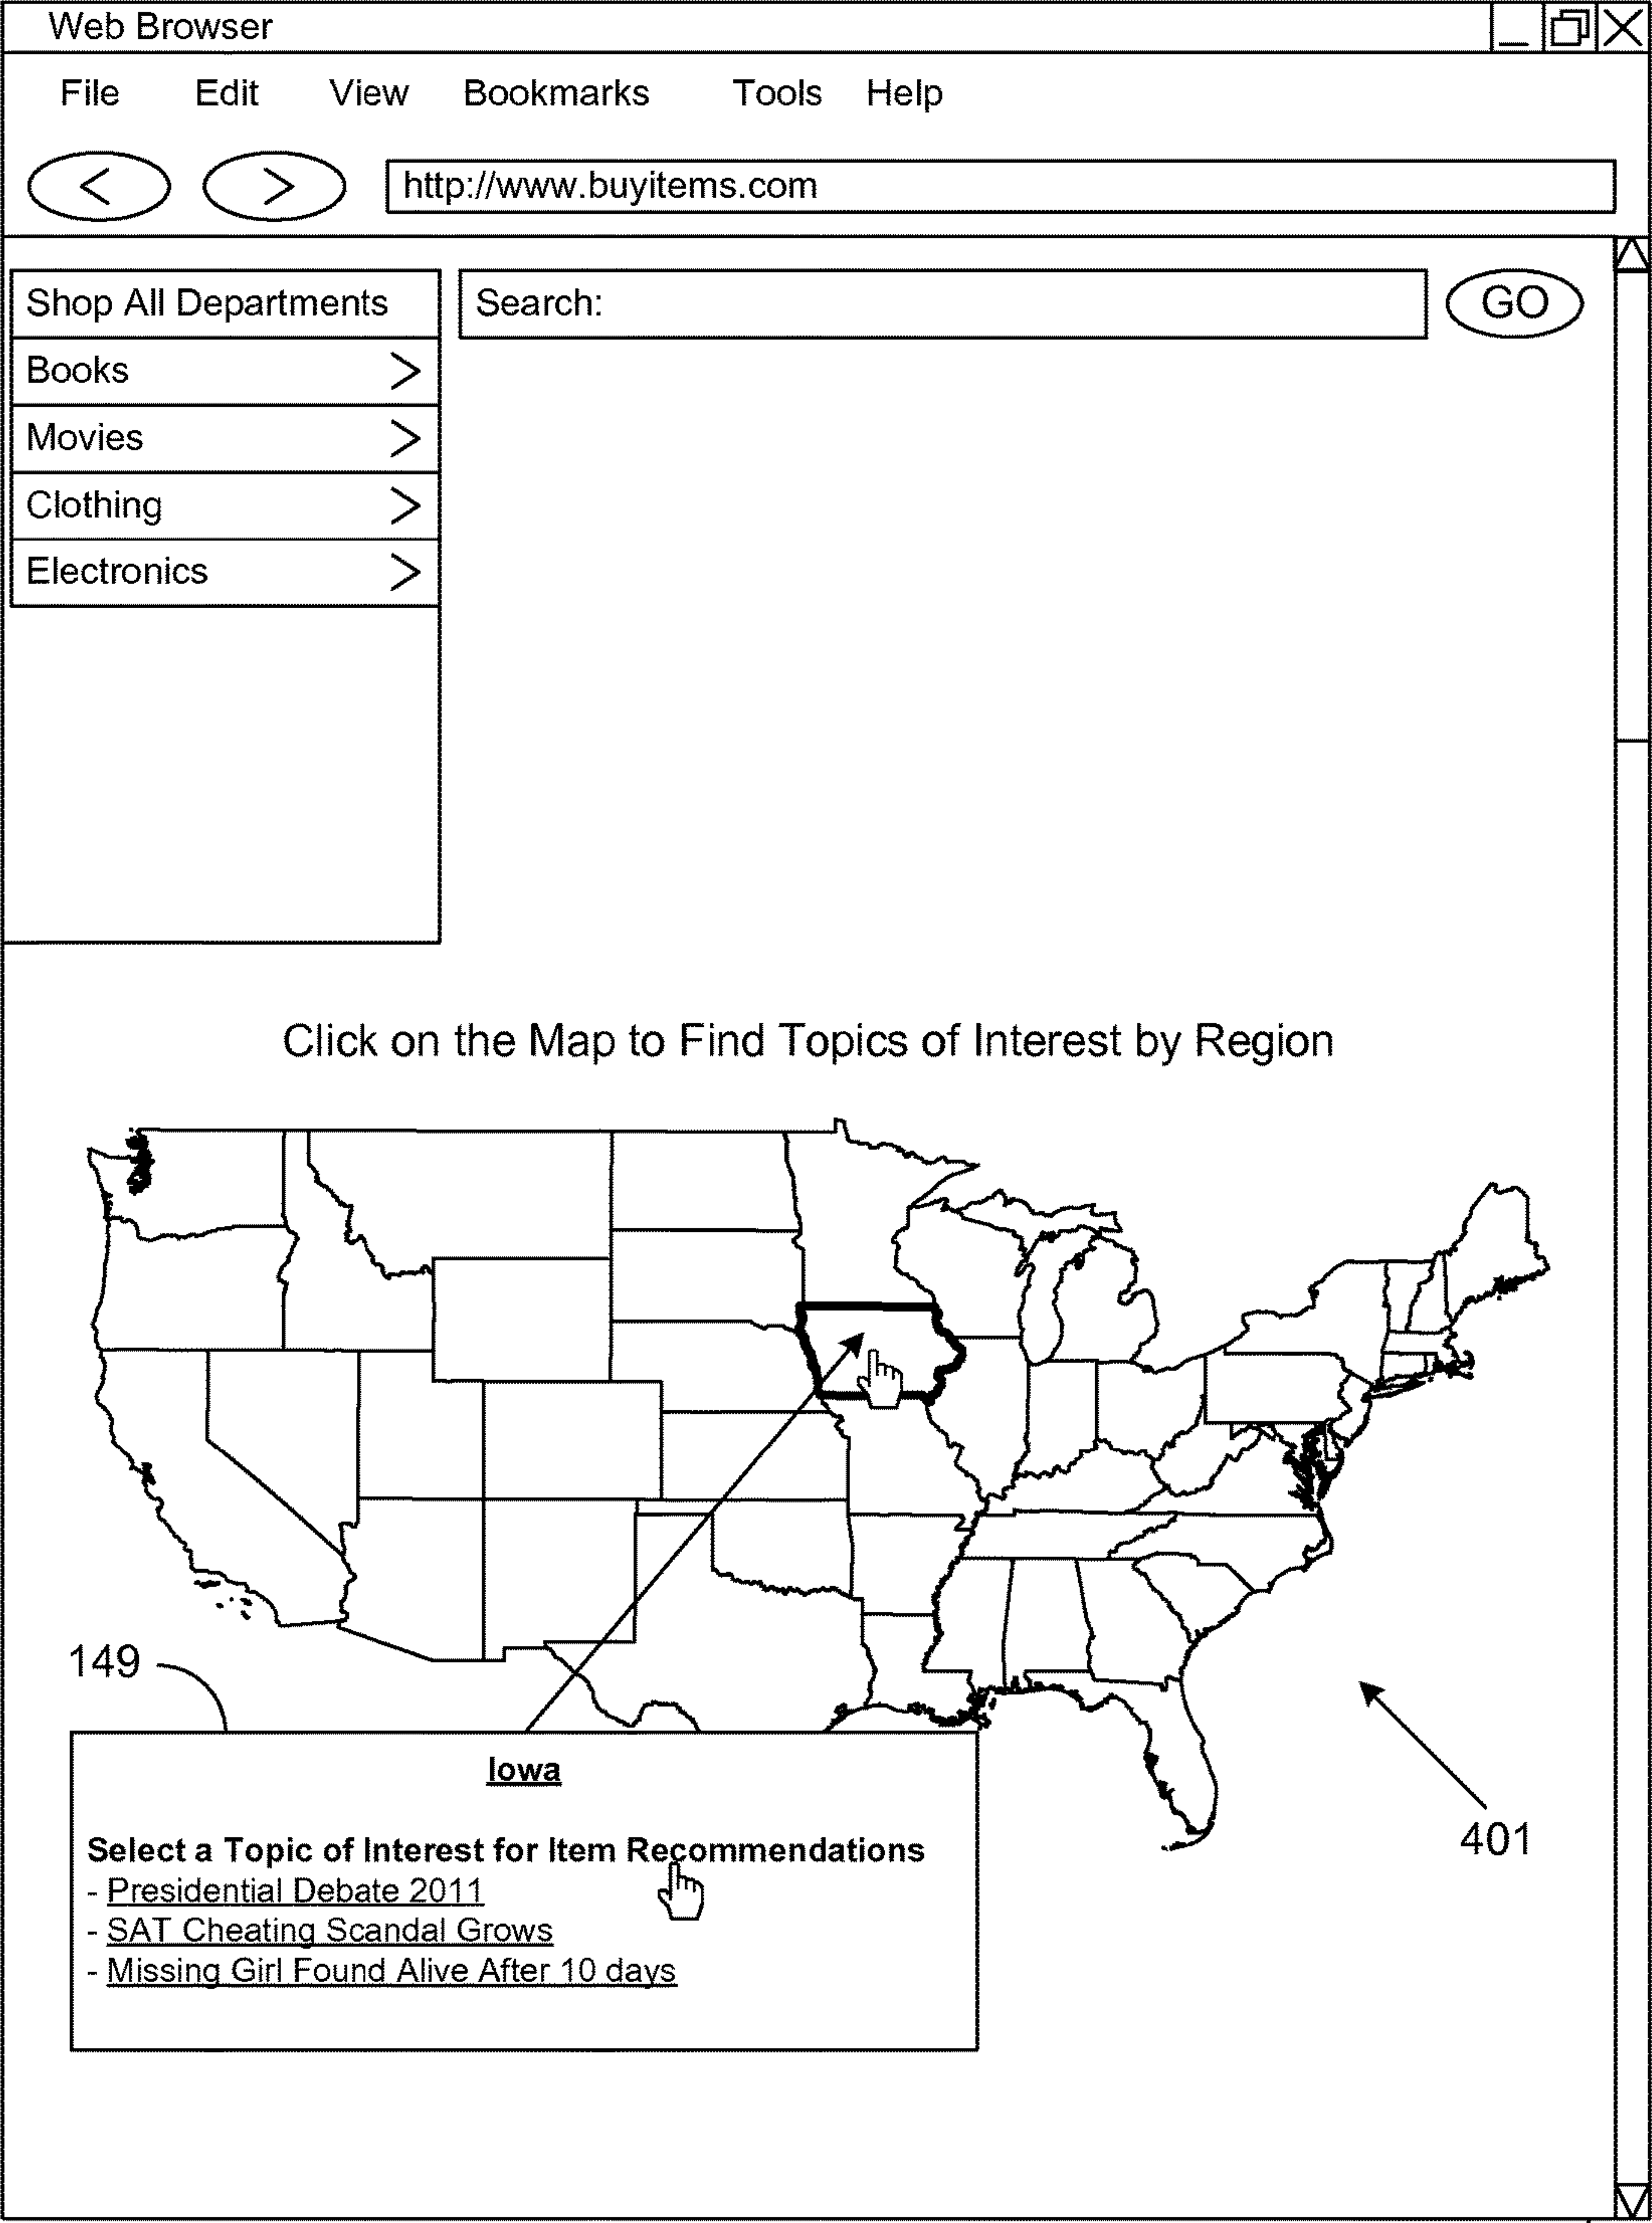 Web Browser
File Edit View Bookmarks Tools Help
< > http://www.buyitems.com
Shop All Departments
Search:
GO
Books >
Movies >
Clothing >
Electronics >
Click on the Map to Find Topics of Interest by Region
149
Iowa
Select a Topic of Interest for Item Recommendations
- Presidential Debate 2011
- SAT Cheating Scandal Grows
- Missing Girl Found Alive After 10 days
401